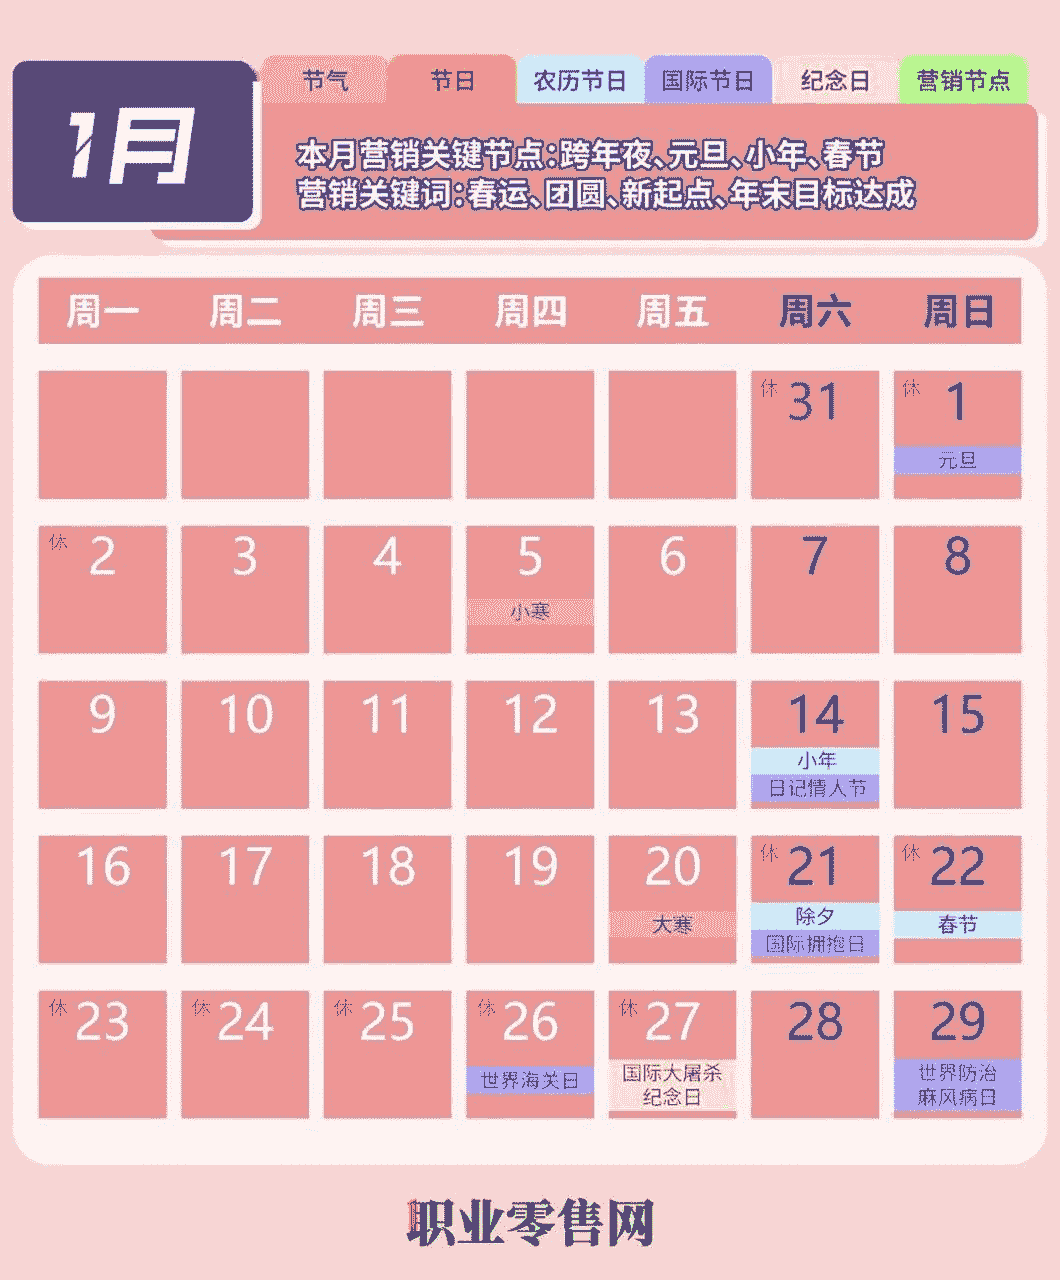 节气 节日 农历节日 国际节日 纪念日 营销节点
1月
本月营销关键节点:跨年夜、元旦、小年、春节
营销关键词:春运、团圆、新起点、年末目标达成
周一 周二 周三 周四 周五 周六 周日
休 31 休 1
元旦
休 2 3 4 5 6 7 8
小寒
9 10 11 12 13 14 15
小年
日记情人节
16 17 18 19 20 休 21 休 22
大寒 除夕 春节
国际拥抱日
休 23 休 24 休 25 休 26 休 27 28 29
世界海关日 国际大屠杀 世界防治
纪念日 麻风病日
职业零售网